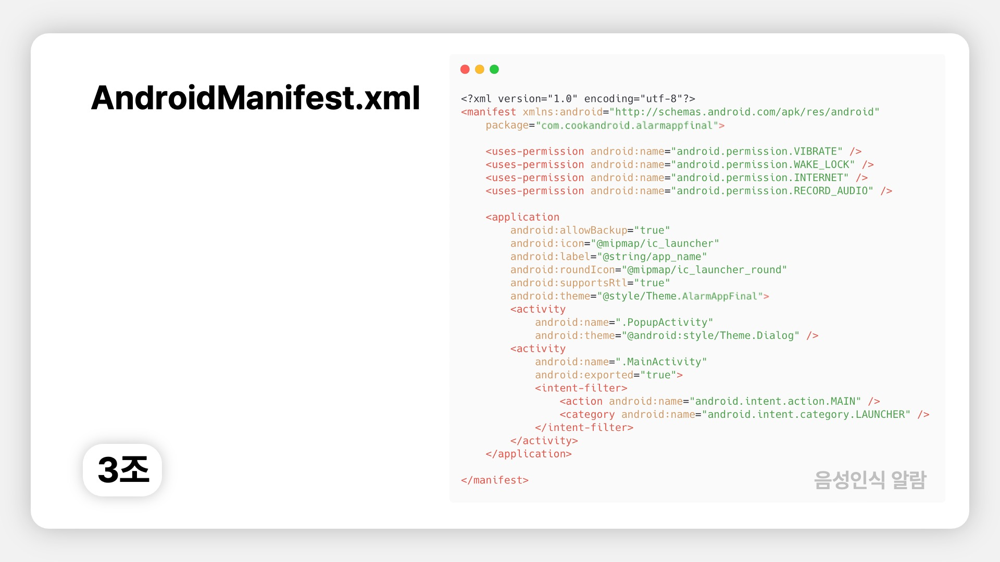 AndroidManifest.xml
<?xml version="1.0" encoding="utf-8"?>
<manifest xmlns:android="http://schemas.android.com/apk/res/android"
    package="com.cookandroid.alarmappfinal">

    <uses-permission android:name="android.permission.VIBRATE" />
    <uses-permission android:name="android.permission.WAKE_LOCK" />
    <uses-permission android:name="android.permission.INTERNET" />
    <uses-permission android:name="android.permission.RECORD_AUDIO" />

    <application
        android:allowBackup="true"
        android:icon="@mipmap/ic_launcher"
        android:label="@string/app_name"
        android:roundIcon="@mipmap/ic_launcher_round"
        android:supportsRtl="true"
        android:theme="@style/Theme.AlarmAppFinal">
        <activity
            android:name=".PopupActivity"
            android:theme="@android:style/Theme.Dialog" />
        <activity
            android:name=".MainActivity"
            android:exported="true">
            <intent-filter>
                <action android:name="android.intent.action.MAIN" />
                <category android:name="android.intent.category.LAUNCHER" />
            </intent-filter>
        </activity>
    </application>

</manifest>
3조
음성인식 알람